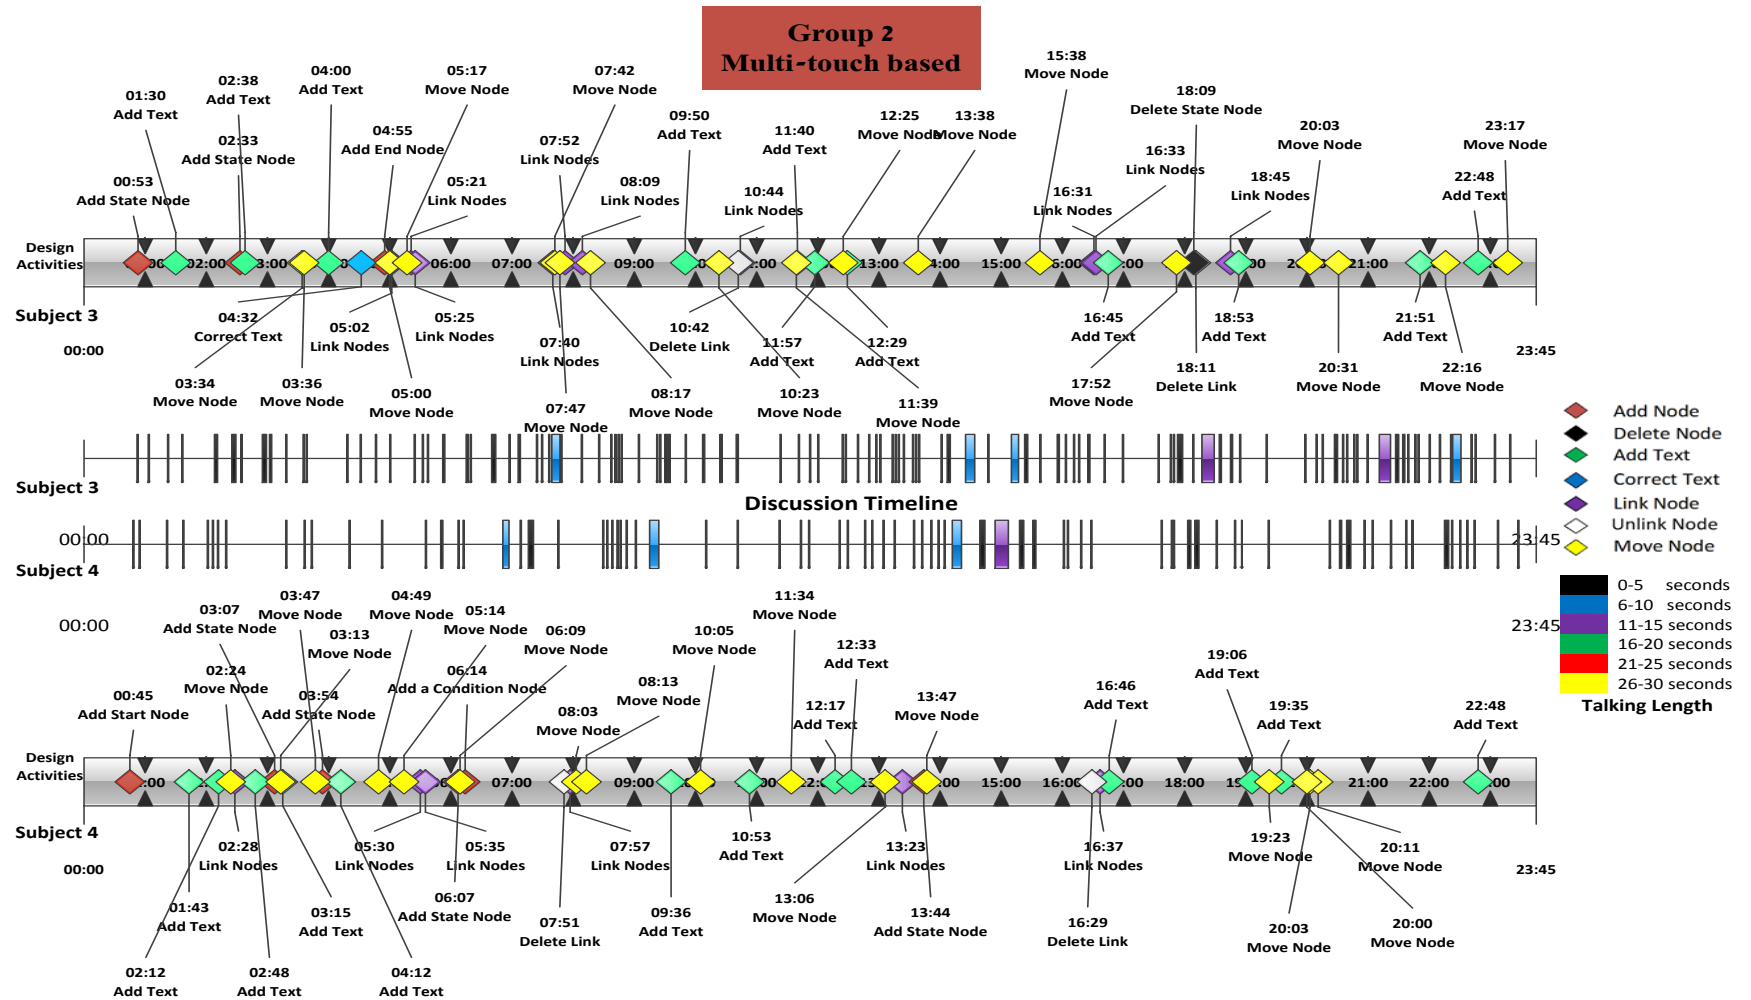 Group 2
Multi-touch based
15:38
Move Node
04:00
Add Text
05:17
Move Node
07:42
Move Node
02:38
Add Text
01:30
Add Text
18:09
Delete State Node
09:50
Add Text
12:25
Move Node
13:38
Move Node
20:03
Move Node
23:17
Move Node
02:33
Add State Node
04:55
Add End Node
07:52
Link Nodes
11:40
Add Text
16:33
Link Nodes
00:53
Add State Node
05:21
Link Nodes
08:09
Link Nodes
10:44
Link Nodes
16:31
Link Nodes
18:45
Link Nodes
22:48
Add Text
Design
Activities
02:00 06:00 07:00 09:00 15:00 21:00
Subject 3
00:00
23:45
04:32
Correct Text
05:02
Link Nodes
05:25
Link Nodes
07:40
Link Nodes
10:42
Delete Link
11:57
Add Text
12:29
Add Text
16:45
Add Text
18:53
Add Text
21:51
Add Text
03:34
Move Node
03:36
Move Node
05:00
Move Node
07:47
Move Node
08:17
Move Node
10:23
Move Node
11:39
Move Node
17:52
Move Node
18:11
Delete Link
20:31
Move Node
22:16
Move Node
Add Node
Delete Node
Add Text
Correct Text
Link Node
Unlink Node
Move Node
Subject 3
Discussion Timeline
00:00
23:45
Subject 4
00:00
23:45
0-5 seconds
6-10 seconds
11-15 seconds
16-20 seconds
21-25 seconds
26-30 seconds
Talking Length
03:07
Add State Node
03:47
Move Node
04:49
Move Node
05:14
Move Node
11:34
Move Node
03:13
Move Node
06:09
Move Node
10:05
Move Node
12:33
Add Text
19:06
Add Text
02:24
Move Node
06:14
Add a Condition Node
08:13
Move Node
00:45
Add Start Node
03:54
Add State Node
08:03
Move Node
12:17
Add Text
13:47
Move Node
16:46
Add Text
19:35
Add Text
22:48
Add Text
Design
Activities
07:00 09:00 15:00 16:00 18:00 21:00 22:00
Subject 4
00:00
23:45
02:28
Link Nodes
05:30
Link Nodes
05:35
Link Nodes
07:57
Link Nodes
10:53
Add Text
13:23
Link Nodes
16:37
Link Nodes
19:23
Move Node
20:11
Move Node
01:43
Add Text
03:15
Add Text
06:07
Add State Node
07:51
Delete Link
09:36
Add Text
13:06
Move Node
13:44
Add State Node
16:29
Delete Link
20:03
Move Node
20:00
Move Node
02:12
Add Text
02:48
Add Text
04:12
Add Text